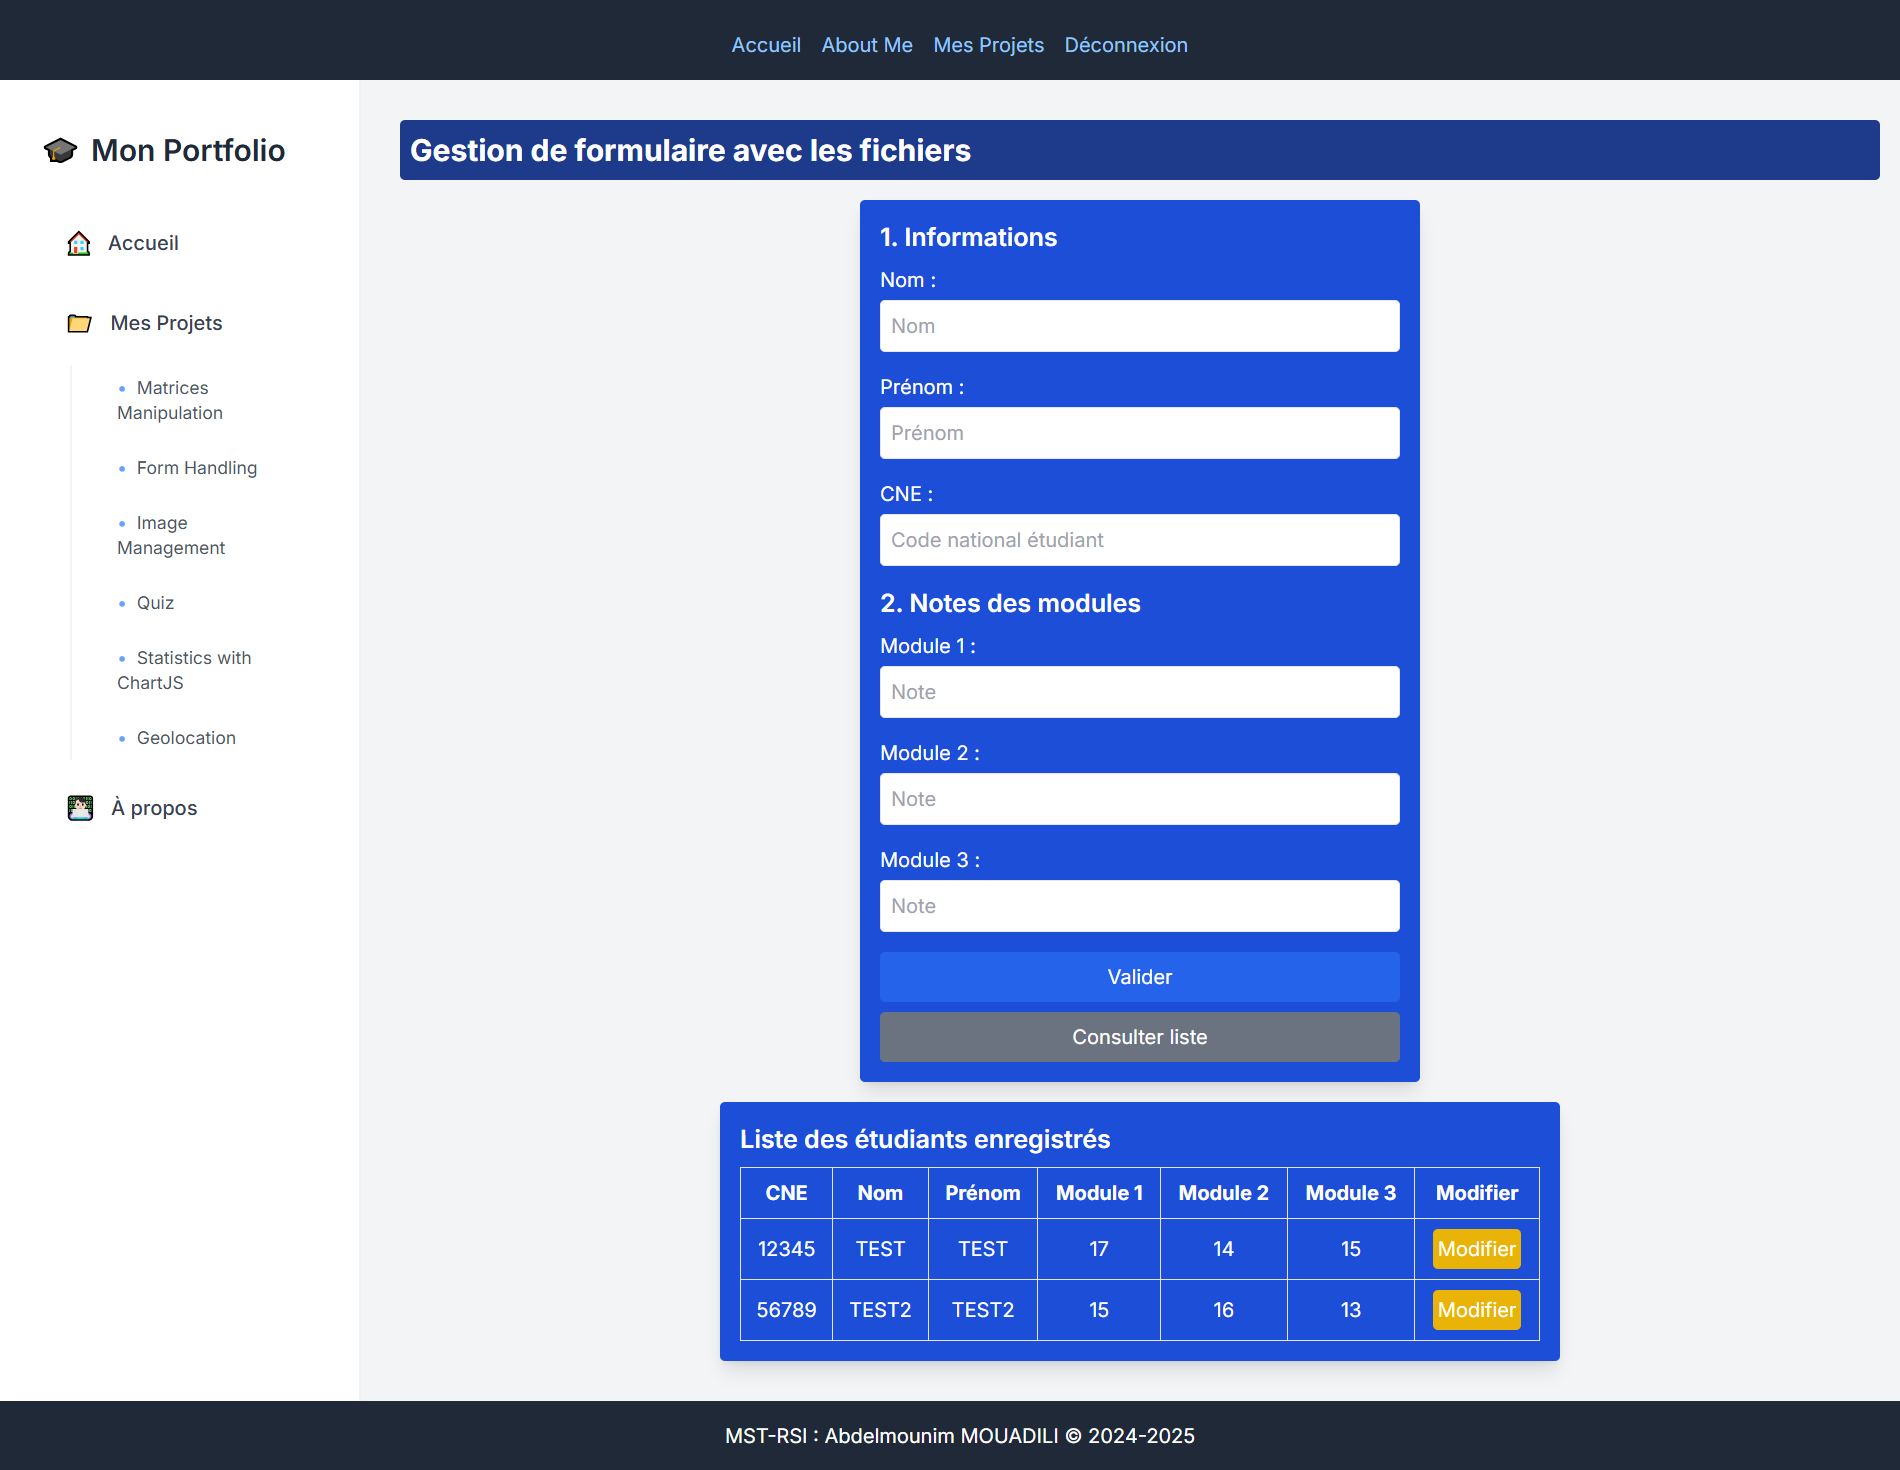 Accueil About Me Mes Projets Déconnexion
Mon Portfolio
Accueil
Mes Projets
• Matrices
Manipulation
• Form Handling
• Image
Management
• Quiz
• Statistics with
ChartJS
• Geolocation
À propos
Gestion de formulaire avec les fichiers
1. Informations
Nom :
Nom
Prénom :
Prénom
CNE :
Code national étudiant
2. Notes des modules
Module 1 :
Note
Module 2 :
Note
Module 3 :
Note
Valider
Consulter liste
Liste des étudiants enregistrés
CNE Nom Prénom Module 1 Module 2 Module 3 Modifier
12345 TEST TEST 17 14 15 Modifier
56789 TEST2 TEST2 15 16 13 Modifier
MST-RSI : Abdelmounim MOUADILI © 2024-2025